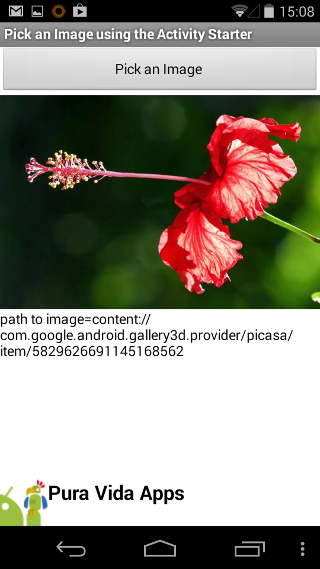 15:08
Pick an Image using the Activity Starter
Pick an Image
path to image=content://
com.google.android.gallery3d.provider/picasa/
item/5829626691145168562
Pura Vida Apps